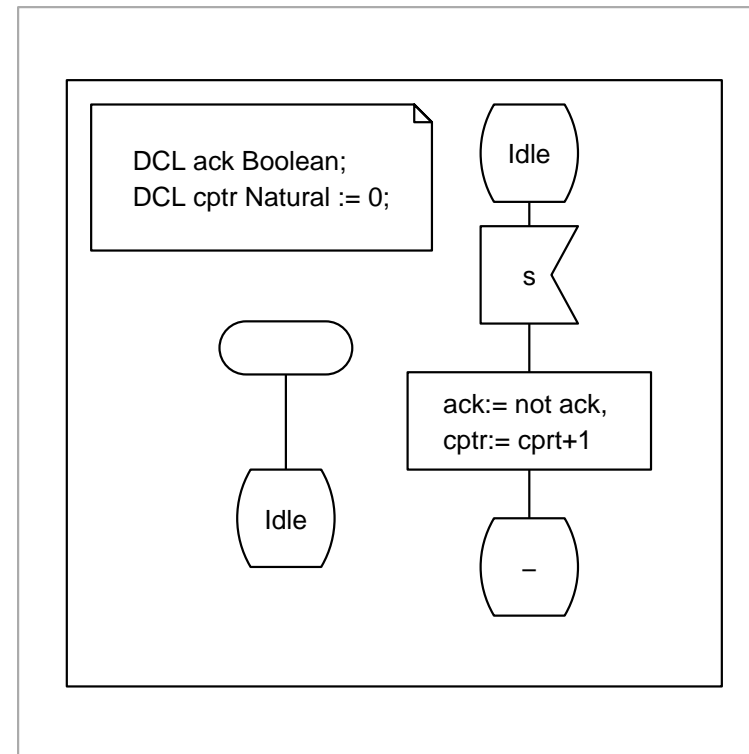 DCL ack Boolean;
DCL cptr Natural := 0;
Idle
s
ack:= not ack,
cptr:= cprt+1
–
Idle